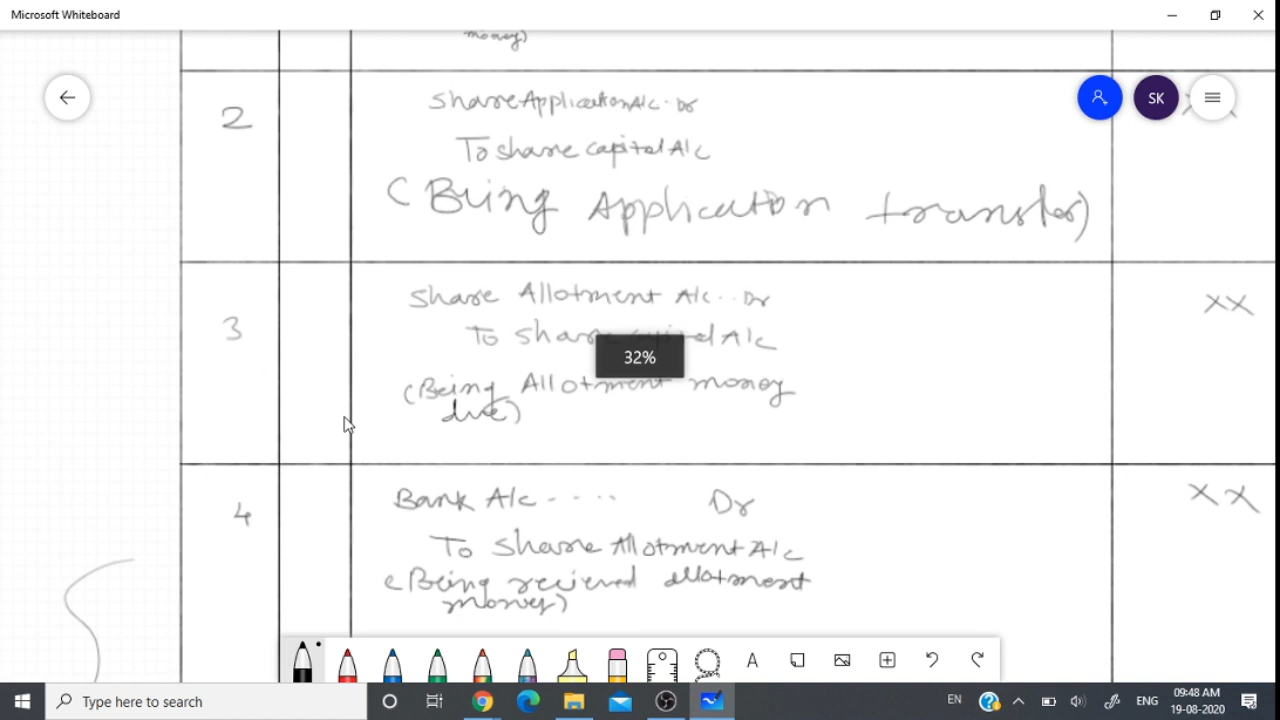 Microsoft Whiteboard
money)
SK
2
Share Application A/c. Dr
To share capital A/c
(Being Application transfer)
3
Share Allotment A/c .. Dr
XX
To share capital A/c
32%
(Being Allotment money
due)
4
Bank A/c - - - - Dr
XX
To share Allotment A/c
(Being recieved allotment
money)
A
Type here to search
EN
ENG
09:48 AM
19-08-2020